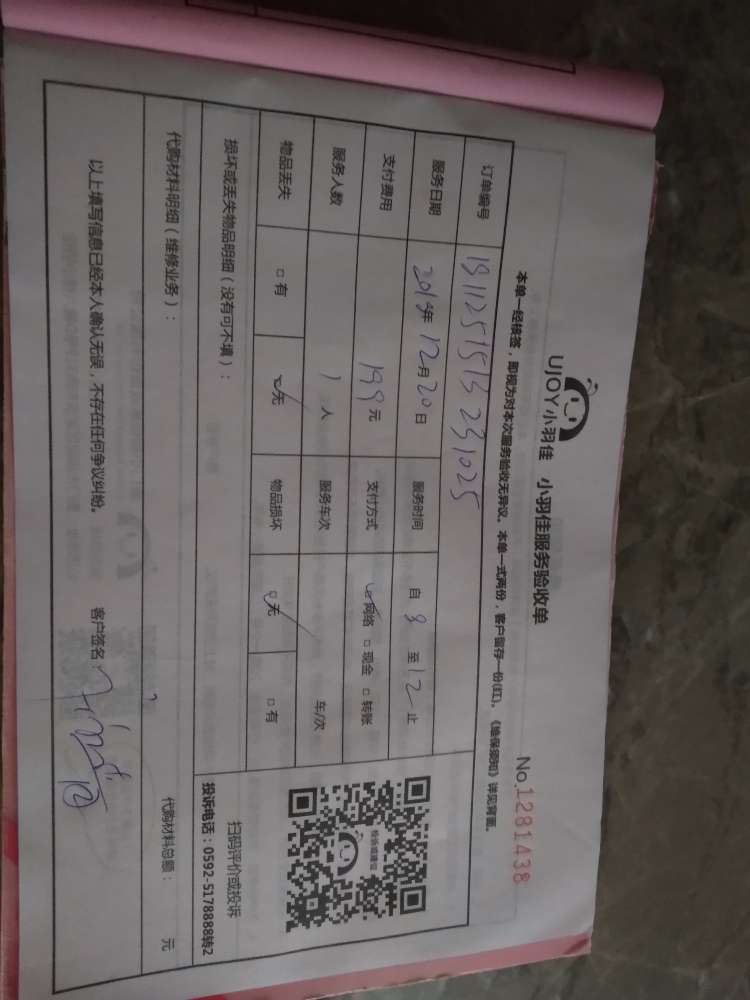 UJOY小羽佳 小羽佳服务验收单
No.1281438
本单一经核签，即视为对本次服务验收无异议。本单一式两份，客户留存一份(红)。《维保须知》详见背面。
订单编号 191125151323 1025
服务日期 2019年12月20日 服务时间 自 8 至 12 止
支付费用 199元 支付方式 ☑网络 □现金 □转账
服务人数 1人 服务车次 车/次
物品丢失 □有 ☑无 物品损坏 ☑无 □有
损坏或丢失物品明细（没有可不填）：
扫码评价或投诉
投诉电话：0592-5178888转2
代购材料明细（维修业务）： 代购材料总额： 元
以上填写信息已经本人确认无误，不存在任何争议纠纷。 客户签名：